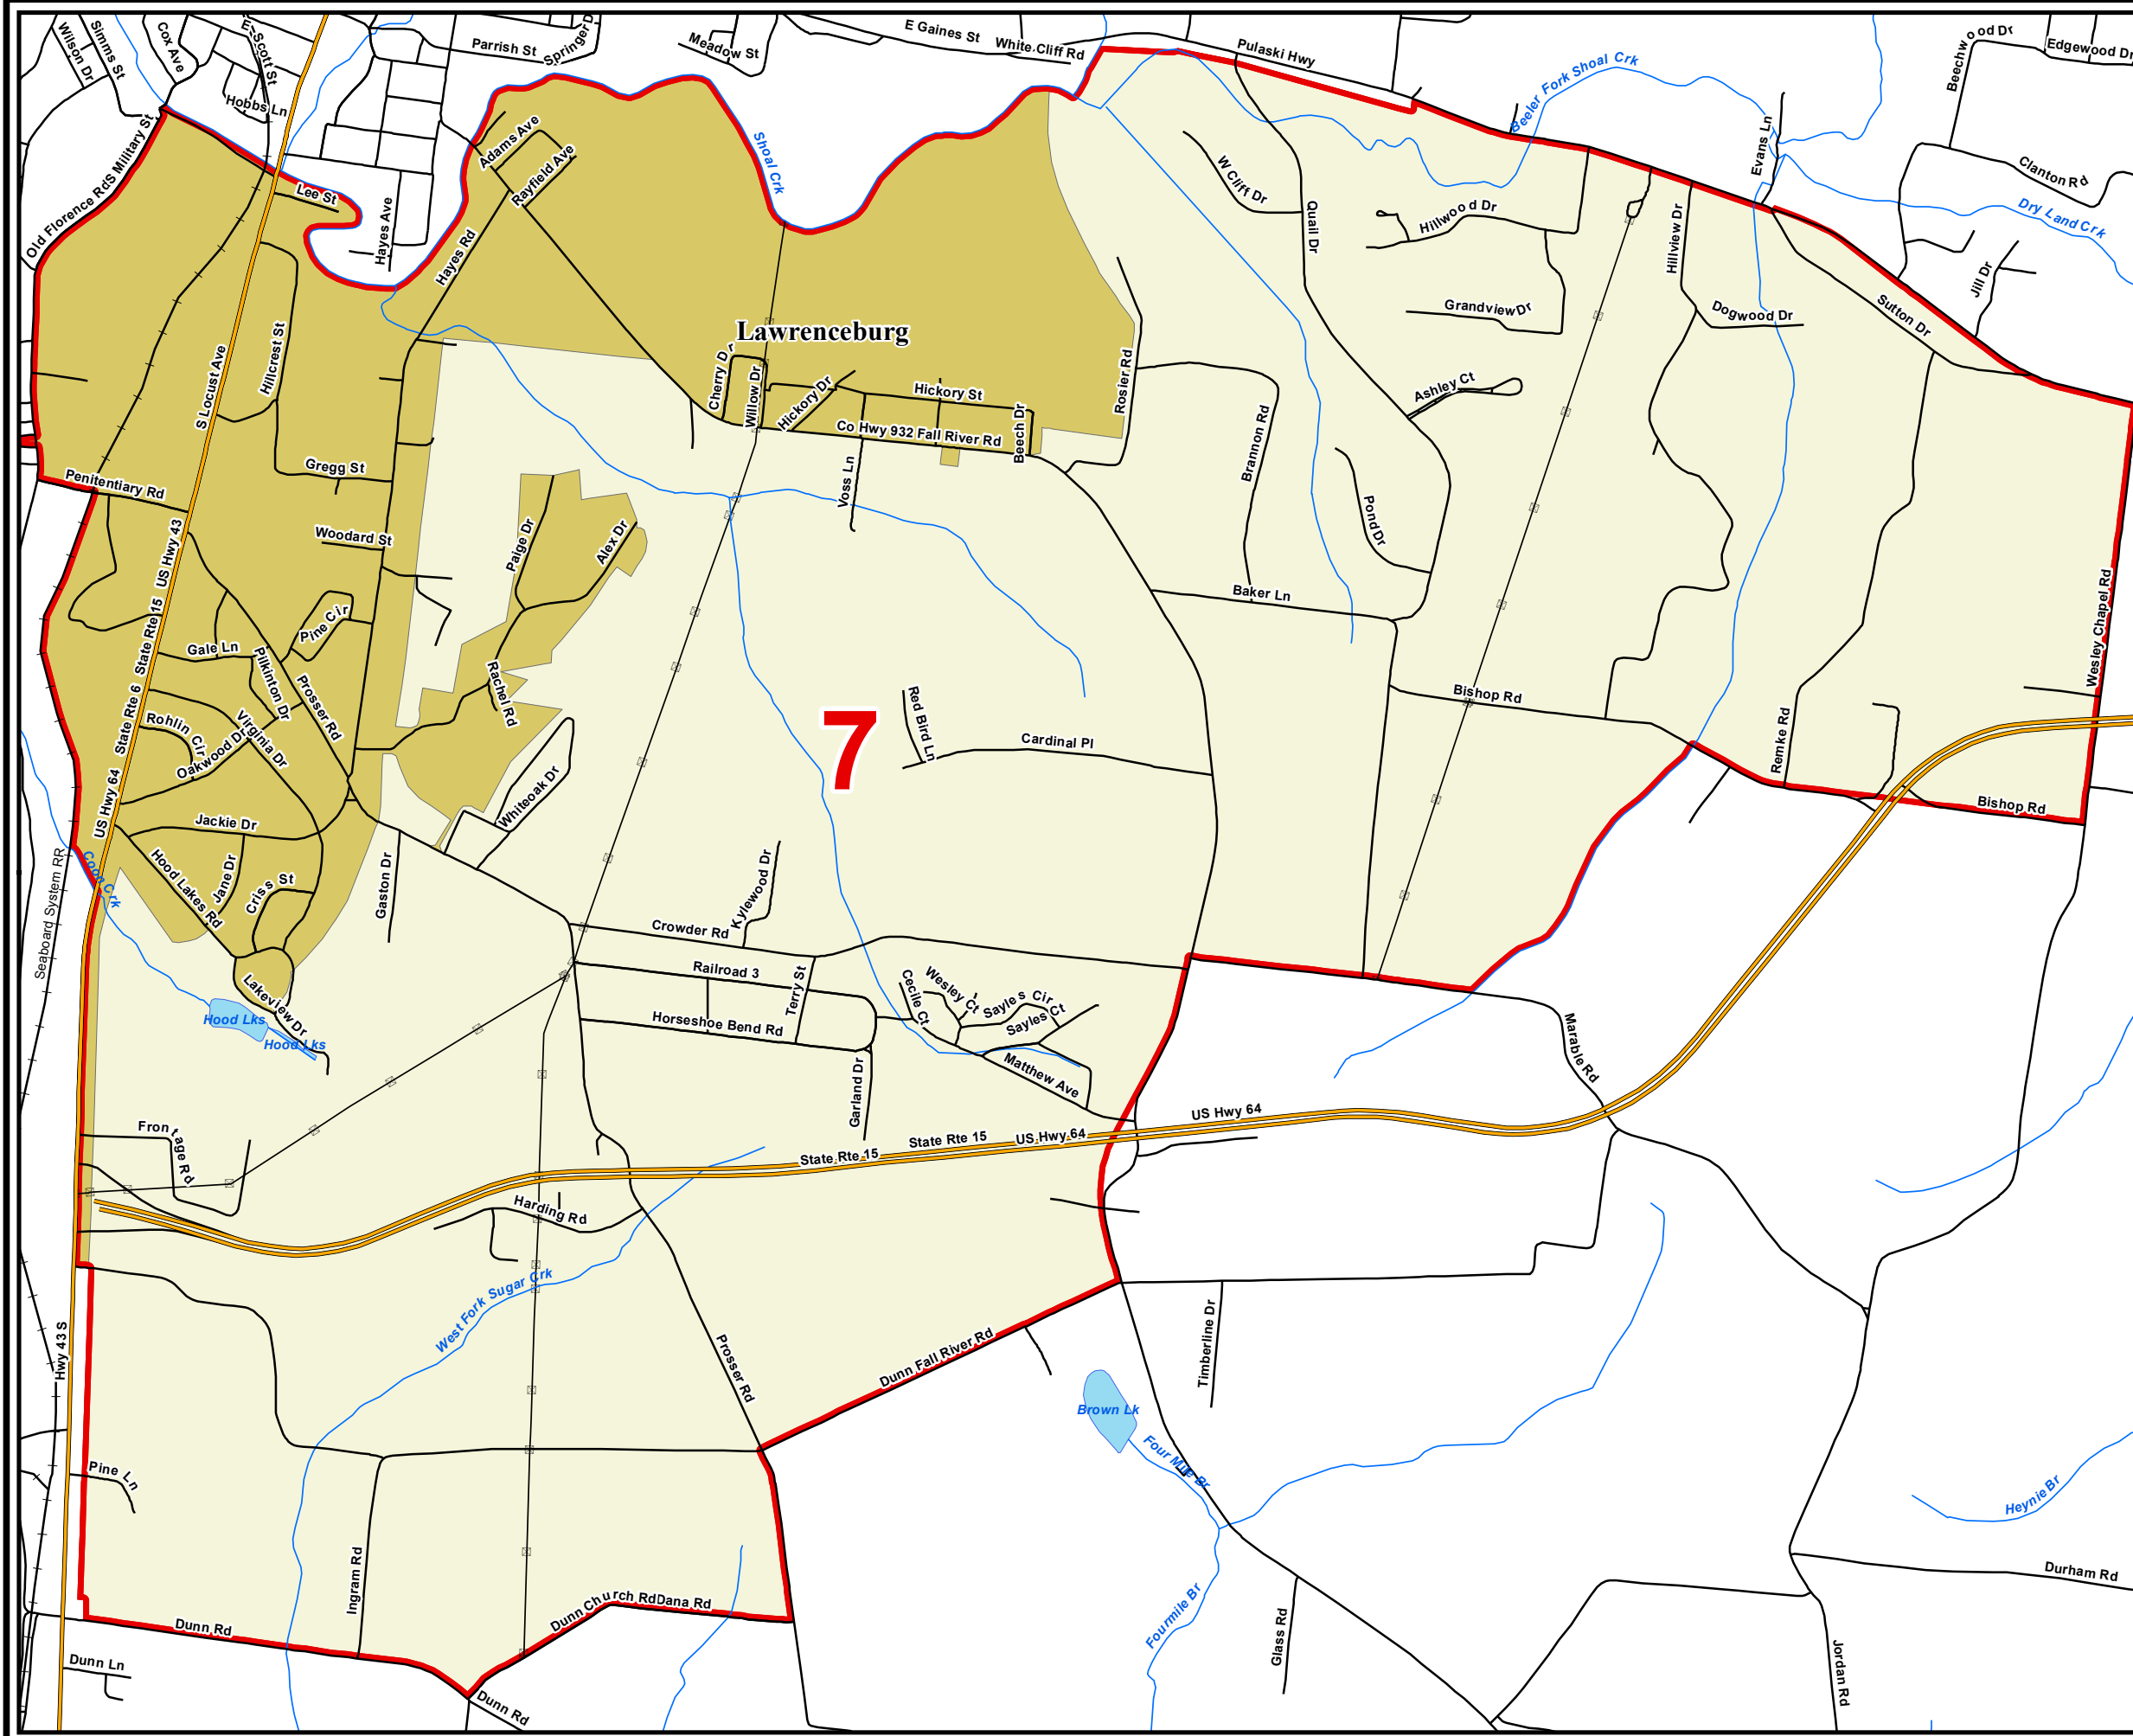 Wilson Dr
Simms St
Cox Ave
E Scott St
Parrish St
Springer D
Meadow St
E Gaines St
White Cliff Rd
Pulaski Hwy
Beeler Fork Shoal Crk
Beechwood Dr
Edgewood Dr
Hobbs Ln
S Military St
Old Florence Rd
Lee St
Hayes Ave
Adams Ave
Rayfield Ave
Hayes Rd
Shoal Crk
W Cliff Dr
Quail Dr
Hillwood Dr
Hillview Dr
Evans Ln
Clanton Rd
Dry Land Crk
Jill Dr
Sutton Dr
Grandview Dr
Dogwood Dr
Lawrenceburg
S Locust Ave
Hillcrest St
Cherry Dr
Willow Dr
Hickory Dr
Hickory St
Co Hwy 932 Fall River Rd
Beech Dr
Rosier Rd
Ashley Ct
Brannon Rd
Pond Dr
Gregg St
Penitentiary Rd
Voss Ln
Woodard St
Paige Dr
Alex Dr
US Hwy 43
State Rte 15
State Rte 6
US Hwy 64
Baker Ln
Wesley Chapel Rd
Pine Cir
Gale Ln
Pilkinton Dr
Prosser Rd
Rachel Rd
Rohlin Cir
Virginia Dr
Oakwood Dr
Bishop Rd
Remke Rd
Bishop Rd
7
Red Bird Ln
Cardinal Pl
Whiteoak Dr
Jackie Dr
Hood Lakes Rd
Jane Dr
Criss St
Gaston Dr
Kylewood Dr
Coon Crk
Seaboard System RR
Crowder Rd
Railroad 3
Terry St
Horseshoe Bend Rd
Cecile Ct
Wesley Ct
Sayles Cir
Sayles Ct
Matthew Ave
Garland Dr
Lakeview Dr
Hood Lks
Hood Lks
Marable Rd
US Hwy 64
US Hwy 64
State Rte 15
State Rte 15
Frontage Rd
Harding Rd
West Fork Sugar Crk
Hwy 43 S
Prosser Rd
Dunn Fall River Rd
Timberline Dr
Brown Lk
Four Mile Br
Fourmile Br
Heynie Br
Durham Rd
Pine Ln
Ingram Rd
Dunn Church Rd
Dana Rd
Dunn Rd
Dunn Ln
Dunn Rd
Glass Rd
Jordan Rd